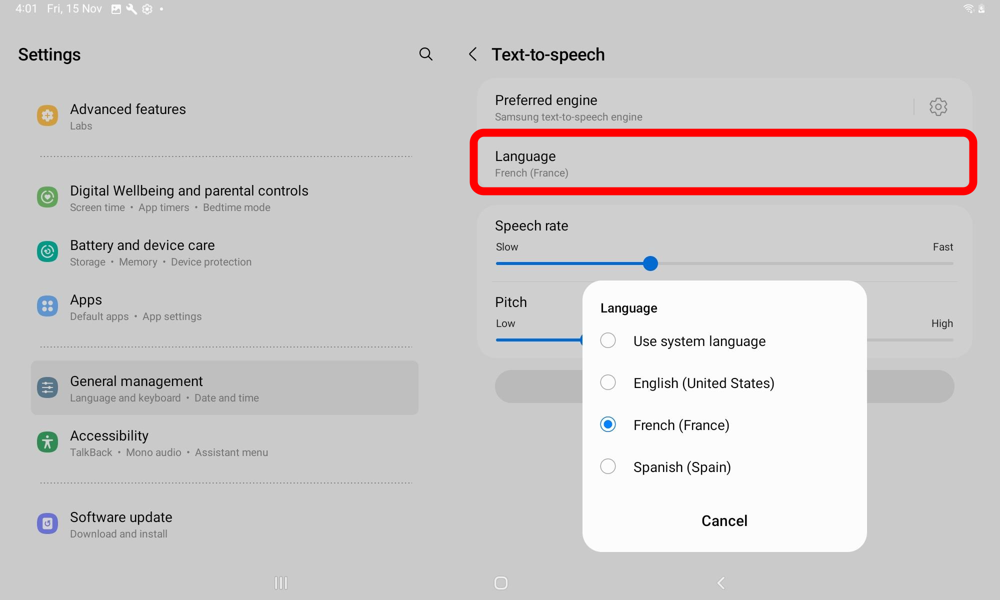 4:01 Fri, 15 Nov
Settings
Advanced features
Labs
Digital Wellbeing and parental controls
Screen time • App timers • Bedtime mode
Battery and device care
Storage • Memory • Device protection
Apps
Default apps • App settings
General management
Language and keyboard • Date and time
Accessibility
TalkBack • Mono audio • Assistant menu
Software update
Download and install
Text-to-speech
Preferred engine
Samsung text-to-speech engine
Language
French (France)
Speech rate
Slow Fast
Pitch
Low High
Language
Use system language
English (United States)
French (France)
Spanish (Spain)
Cancel